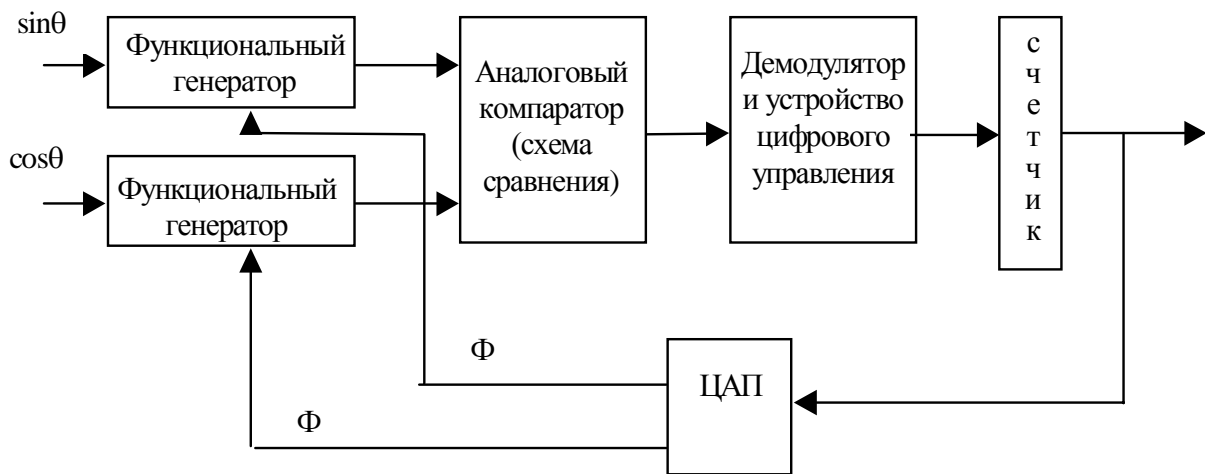 sinθ
Функциональный
генератор
cosθ
Функциональный
генератор
Аналоговый
компаратор
(схема
сравнения)
Демодулятор
и устройство
цифрового
управления
с
ч
е
т
ч
и
к
Ф
Ф
ЦАП